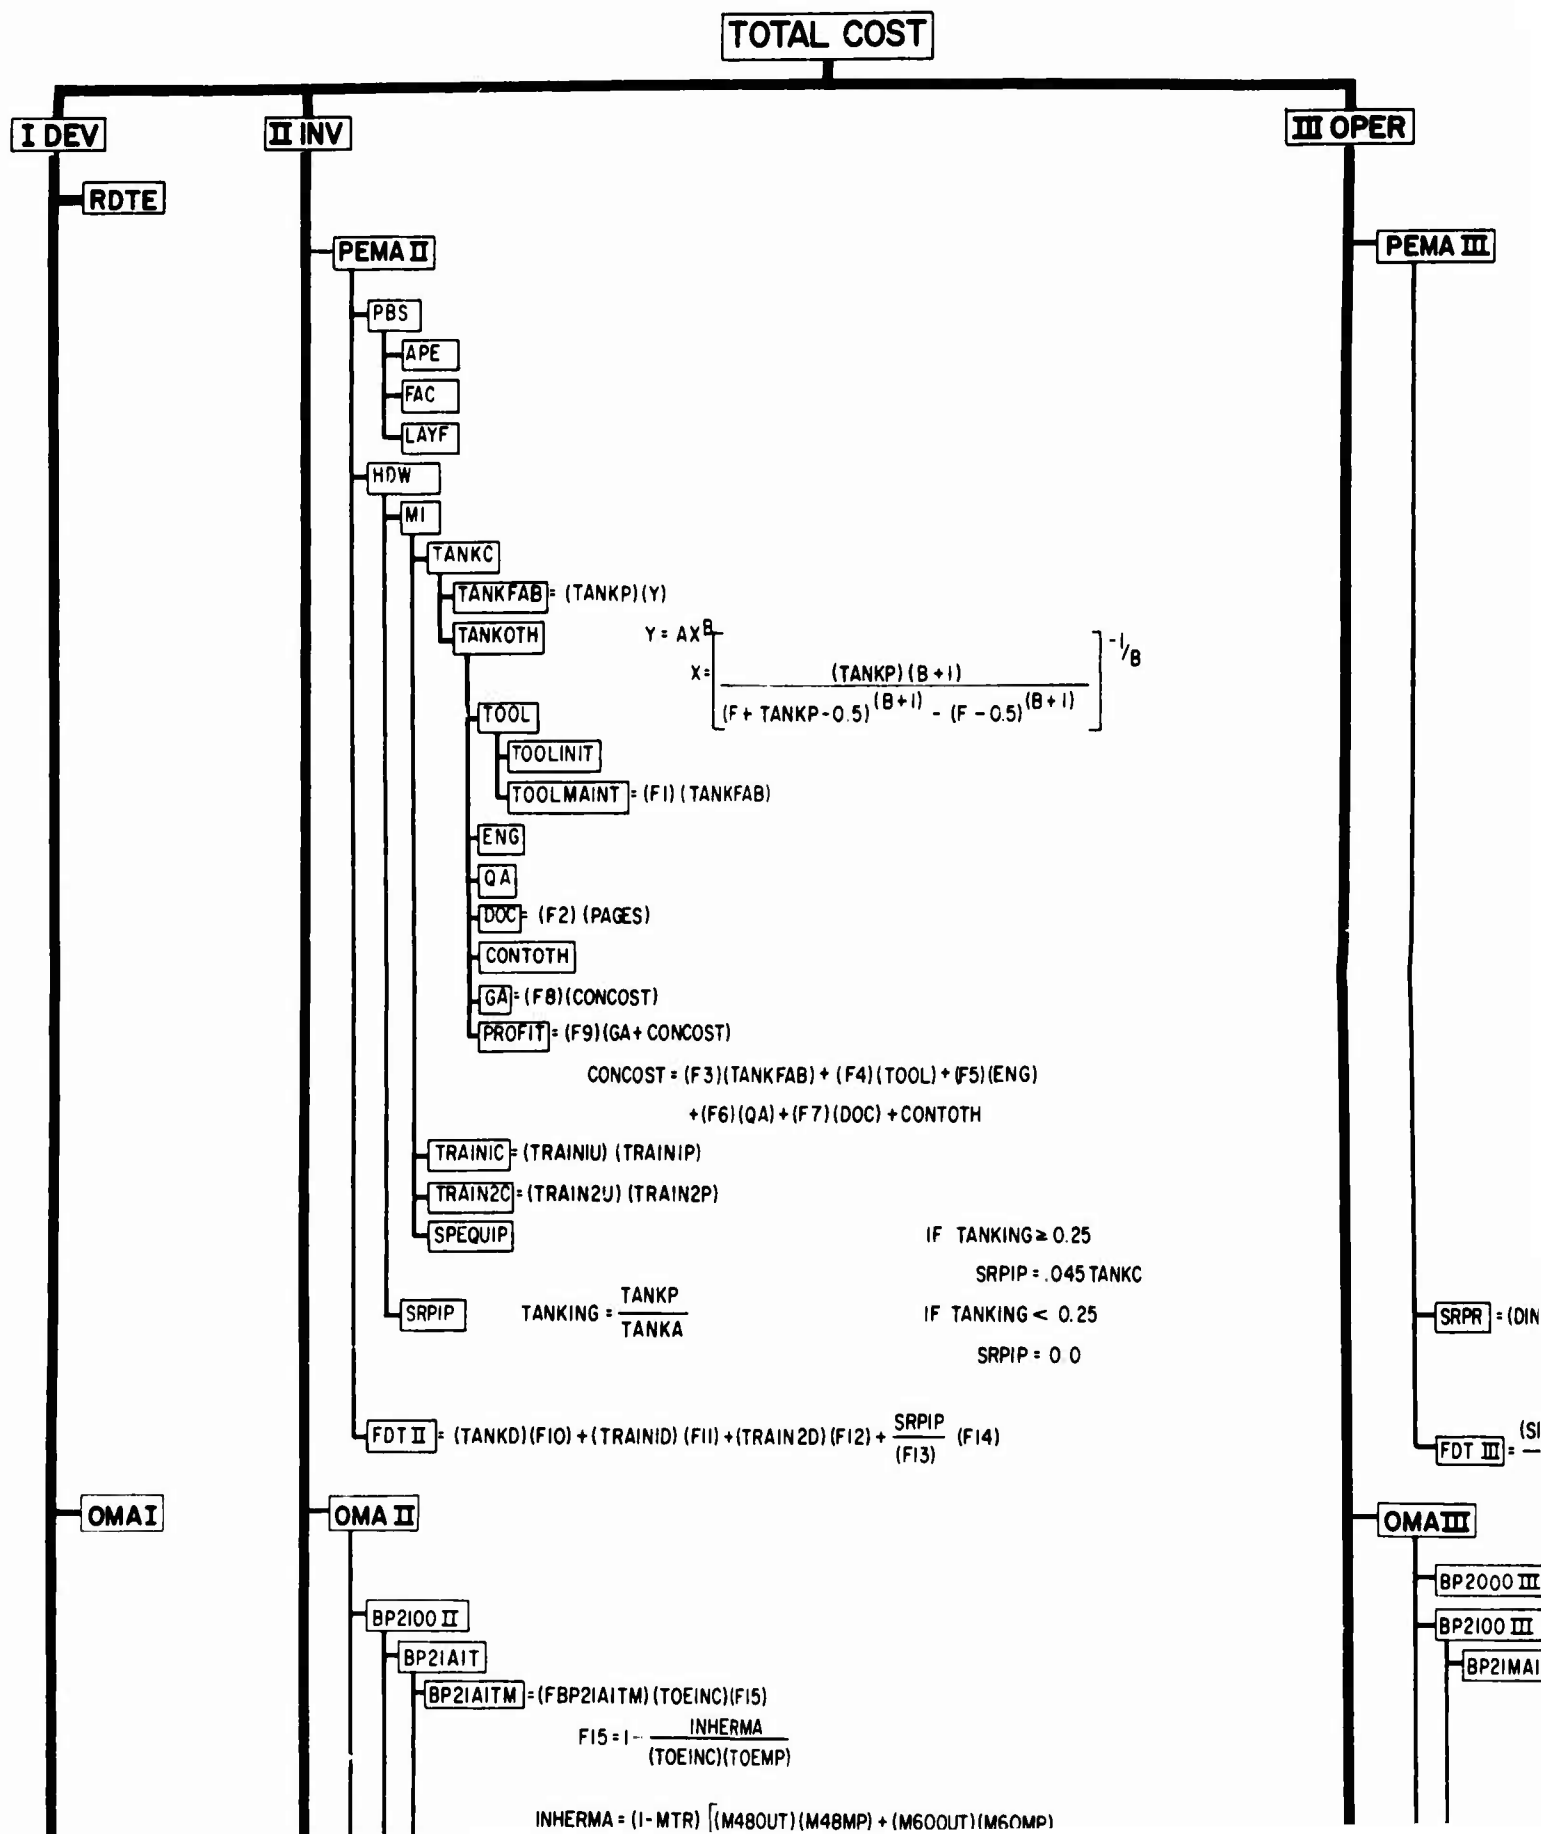 TOTAL COST
I DEV
II INV
III OPER
RDTE
PEMA II
PEMA III
PBS
APE
FAC
LAYF
HDW
MI
TANKC
TANKFAB = (TANKP)(Y)
TANKOTH
Y = AX^B
X = [ (TANKP)(B+1) / (F+TANKP-0.5)^(B+1) - (F-0.5)^(B+1) ]^-1/B
TOOL
TOOLINIT
TOOLMAINT = (F1)(TANKFAB)
ENG
QA
DOC = (F2)(PAGES)
CONTOTH
GA = (F8)(CONCOST)
PROFIT = (F9)(GA+CONCOST)
CONCOST = (F3)(TANKFAB) + (F4)(TOOL) + (F5)(ENG)
+(F6)(QA) + (F7)(DOC) + CONTOTH
TRAIN1C = (TRAIN1U) (TRAIN1P)
TRAIN2C = (TRAIN2U) (TRAIN2P)
SPEQUIP
IF TANKING ≥ 0.25
SRPIP = .045 TANKC
SRPIP
TANKING = TANKP / TANKA
IF TANKING < 0.25
SRPIP = 0 0
SRPR = (DIN
FDT II = (TANKD)(F10) + (TRAIN1D)(F11) + (TRAIN2D)(F12) + SRPIP / (F13) (F14)
FDT III = (SI
OMA I
OMA II
OMA III
BP2000 III
BP2100 II
BP2100 III
BP21AIT
BP21MAI
BP21AITM = (FBP21AITM)(TOEINC)(F15)
F15 = 1 - INHERMA / (TOEINC)(TOEMP)
INHERMA = (1-MTR) [(M48OUT)(M48MP) + (M60OUT)(M60MP)